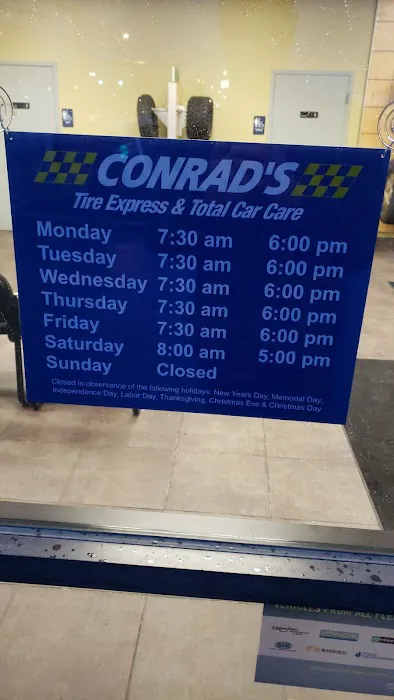 CONRAD'S
Tire Express & Total Car Care
Monday 7:30 am 6:00 pm
Tuesday 7:30 am 6:00 pm
Wednesday 7:30 am 6:00 pm
Thursday 7:30 am 6:00 pm
Friday 7:30 am 6:00 pm
Saturday 8:00 am 5:00 pm
Sunday Closed
Closed in observance of the following holidays: New Years Day, Memorial Day,
Independence Day, Labor Day, Thanksgiving, Christmas Eve & Christmas Day
VEHICLES FROM ALL